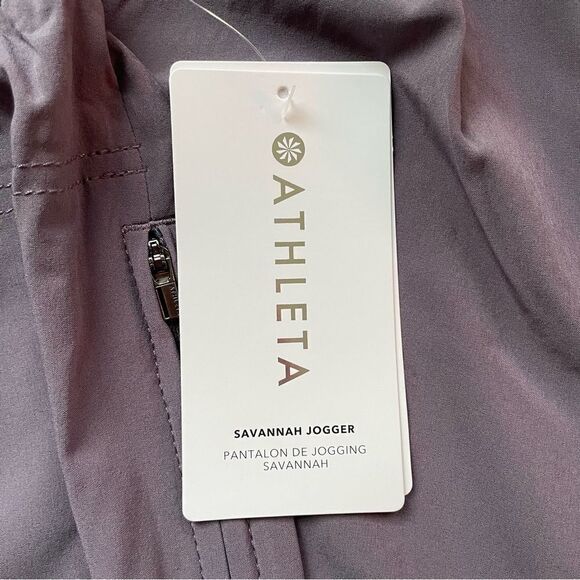 ATHLETA
SAVANNAH JOGGER
PANTALON DE JOGGING
SAVANNAH